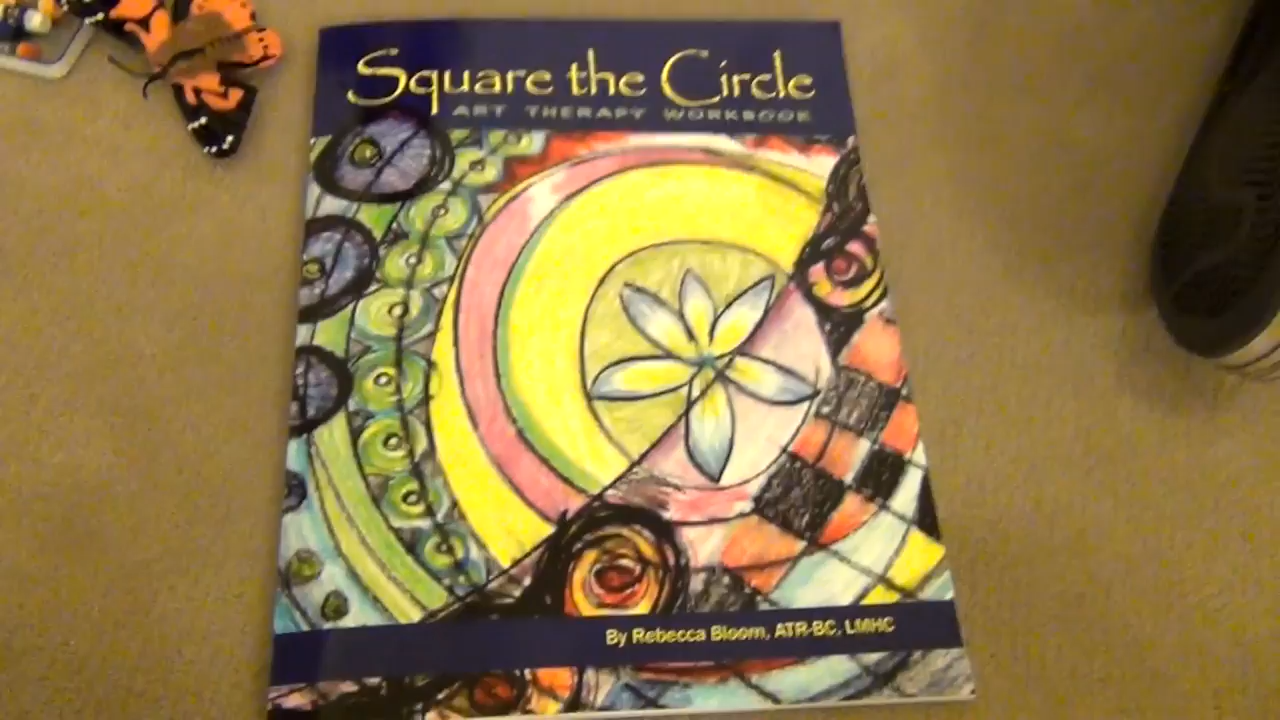 Square the Circle
ART THERAPY WORKBOOK
By Rebecca Bloom, ATR-BC, LMHC